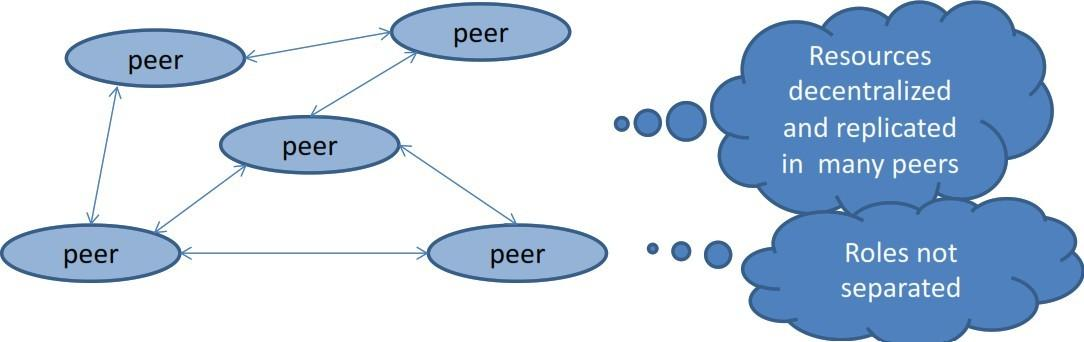 peer
peer
peer
peer
peer
Resources
decentralized
and replicated
in many peers
Roles not
separated